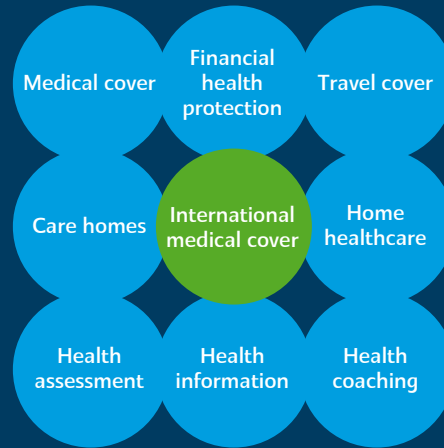 Medical cover
Financial
health
protection
Travel cover
Care homes
International
medical cover
Home
healthcare
Health
assessment
Health
information
Health
coaching